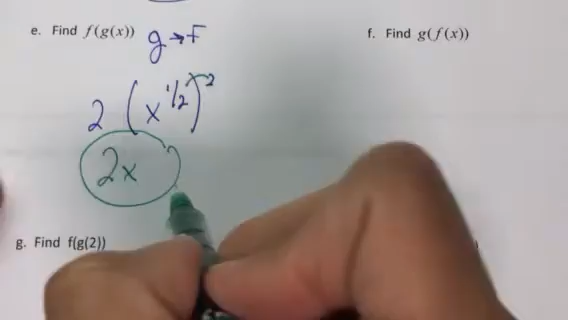 e. Find f(g(x))
g→f
f. Find g(f(x))
2 (x^1/2)^2
2x
g. Find f(g(2))